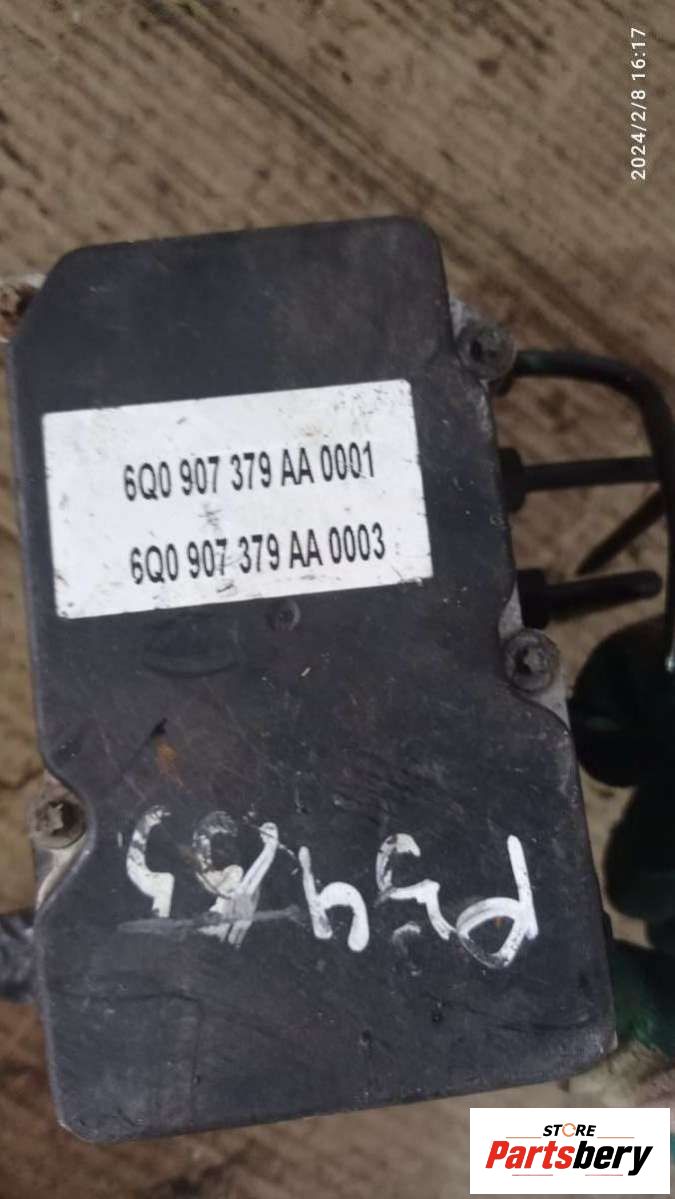 2024/2/8 16:17
6Q0 907 379 AA 0001
6Q0 907 379 AA 0003
STORE
Partsbery